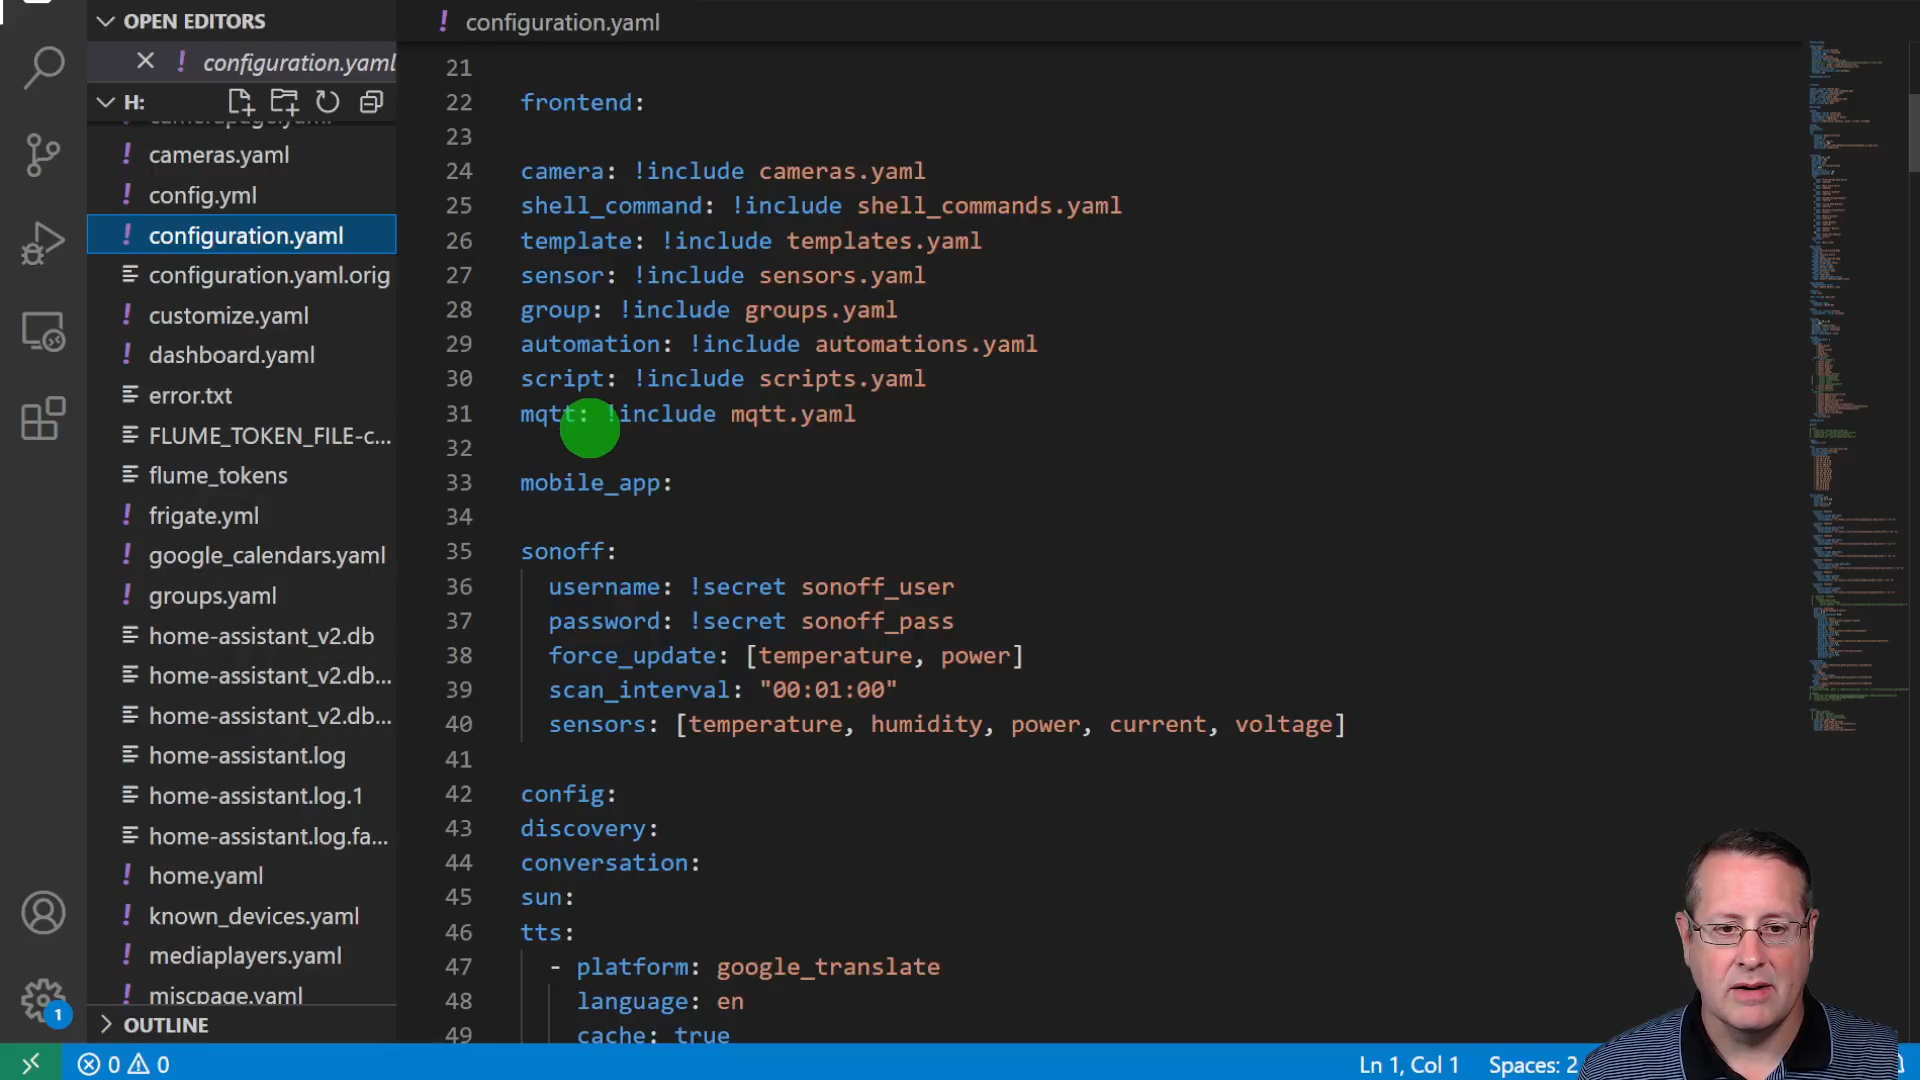 OPEN EDITORS
configuration.yaml
H:
cameras.yaml
config.yml
configuration.yaml
configuration.yaml.orig
customize.yaml
dashboard.yaml
error.txt
FLUME_TOKEN_FILE-c...
flume_tokens
frigate.yml
google_calendars.yaml
groups.yaml
home-assistant_v2.db
home-assistant_v2.db...
home-assistant_v2.db...
home-assistant.log
home-assistant.log.1
home-assistant.log.fa...
home.yaml
known_devices.yaml
mediaplayers.yaml
miscpage.yaml
OUTLINE
1
0 0
configuration.yaml
21
22 frontend:
23
24 camera: !include cameras.yaml
25 shell_command: !include shell_commands.yaml
26 template: !include templates.yaml
27 sensor: !include sensors.yaml
28 group: !include groups.yaml
29 automation: !include automations.yaml
30 script: !include scripts.yaml
31 mqtt: !include mqtt.yaml
32
33 mobile_app:
34
35 sonoff:
36 username: !secret sonoff_user
37 password: !secret sonoff_pass
38 force_update: [temperature, power]
39 scan_interval: "00:01:00"
40 sensors: [temperature, humidity, power, current, voltage]
41
42 config:
43 discovery:
44 conversation:
45 sun:
46 tts:
47 - platform: google_translate
48 language: en
49 cache: true
Ln 1, Col 1 Spaces: 2